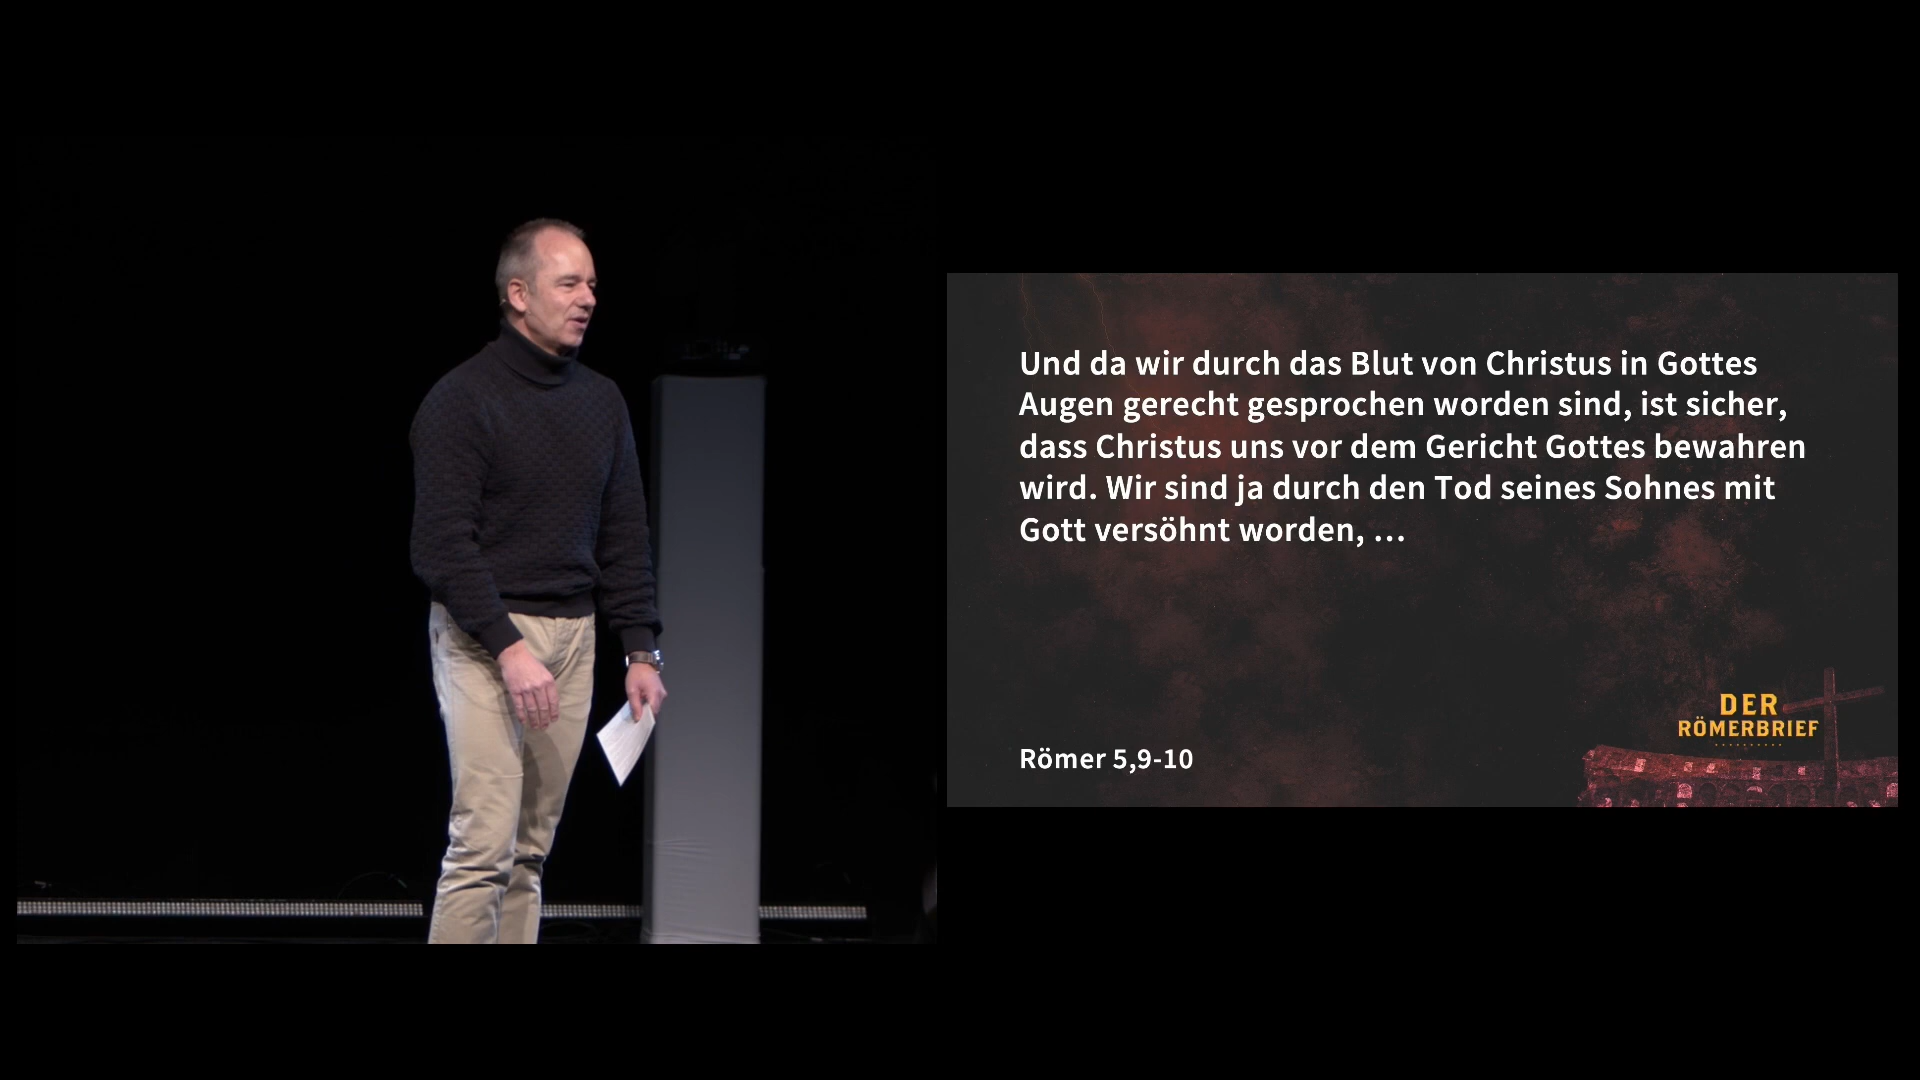 Und da wir durch das Blut von Christus in Gottes
Augen gerecht gesprochen worden sind, ist sicher,
dass Christus uns vor dem Gericht Gottes bewahren
wird. Wir sind ja durch den Tod seines Sohnes mit
Gott versöhnt worden, …
Römer 5,9-10
DER
RÖMERBRIEF